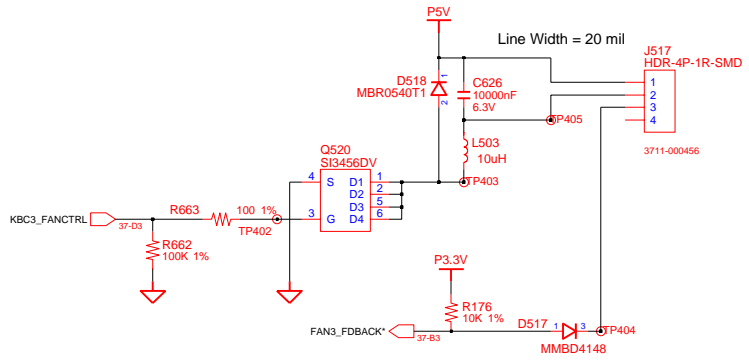 P5V
Line Width = 20 mil
J517
HDR-4P-1R-SMD
D518
MBR0540T1
1
2
C626
10000nF
6.3V
1
2
3
4
TP405
3711-000456
L503
10uH
Q520
SI3456DV
4
S
D1
1
D2
2
D3
5
D4
6
3
G
TP403
KBC3_FANCTRL
37-D3
R663
100 1%
TP402
R662
100K 1%
P3.3V
R176
10K 1%
FAN3_FDBACK*
37-B3
D517
1
3
MMBD4148
TP404